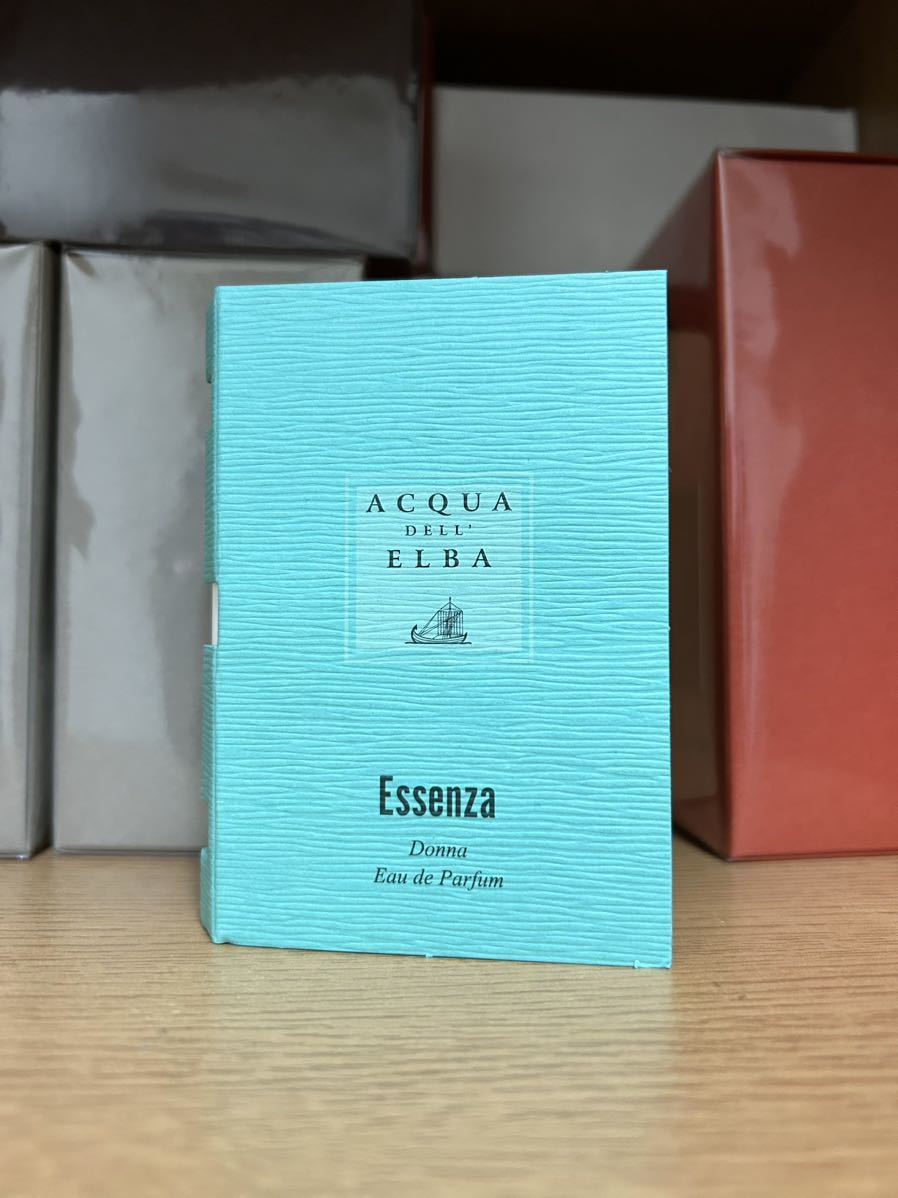 ACQUA
DELL'
ELBA
Essenza
Donna
Eau de Parfum